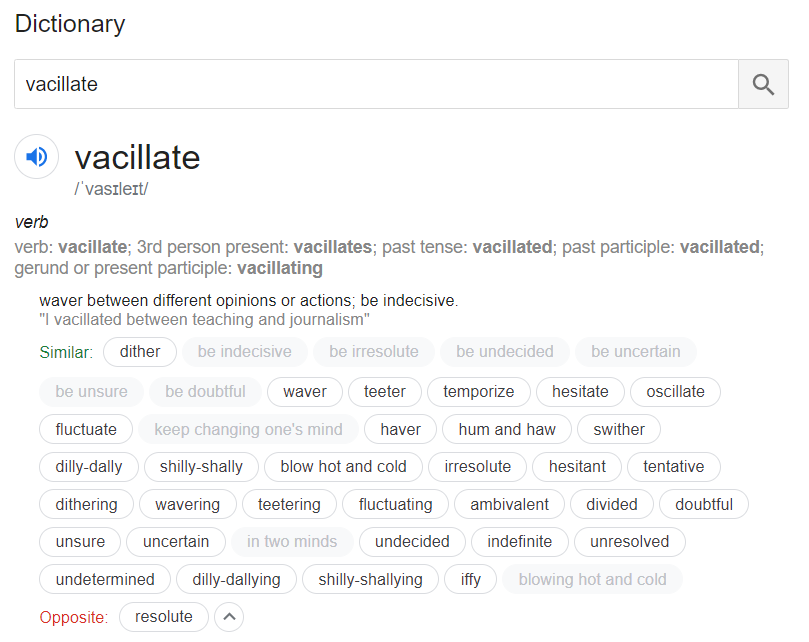 Dictionary
vacillate
vacillate
/ˈvasɪleɪt/
verb
verb: vacillate; 3rd person present: vacillates; past tense: vacillated; past participle: vacillated;
gerund or present participle: vacillating
waver between different opinions or actions; be indecisive.
"I vacillated between teaching and journalism"
Similar: dither be indecisive be irresolute be undecided be uncertain
be unsure be doubtful waver teeter temporize hesitate oscillate
fluctuate keep changing one's mind haver hum and haw swither
dilly-dally shilly-shally blow hot and cold irresolute hesitant tentative
dithering wavering teetering fluctuating ambivalent divided doubtful
unsure uncertain in two minds undecided indefinite unresolved
undetermined dilly-dallying shilly-shallying iffy blowing hot and cold
Opposite: resolute